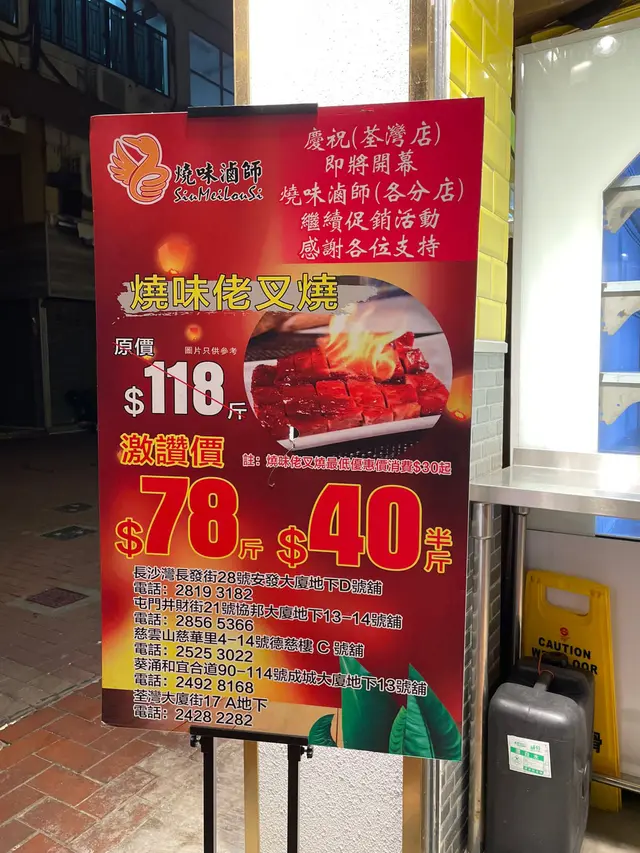 燒味滷師
SiuMeiLouSi
慶祝(荃灣店)
即將開幕
燒味滷師(各分店)
繼續促銷活動
感謝各位支持
燒味佬叉燒
原價
圖片只供參考
$118斤
激讚價
註：燒味佬叉燒最低優惠價消費$30起
$78斤 $40半斤
長沙灣長發街28號安發大廈地下D號舖
電話：2819 3182
屯門井財街21號協邦大廈地下13-14號舖
電話：2856 5366
慈雲山慈華里4-14號德慈樓 C 號舖
電話：2525 3022
葵涌和宜合道90-114號成城大廈地下13號舖
電話：2492 8168
荃灣大廈街17 A地下
電話：2428 2282
CAUTION